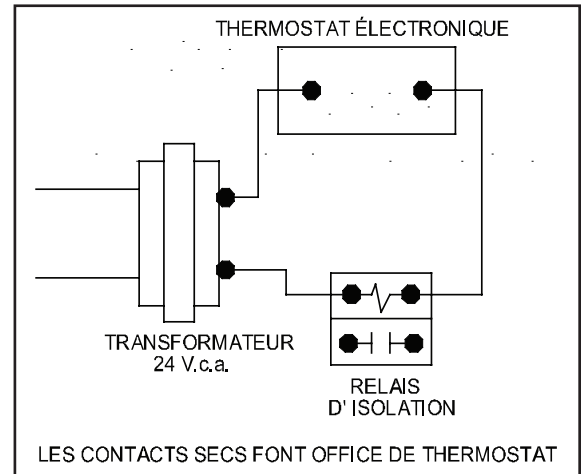 THERMOSTAT ÉLECTRONIQUE
TRANSFORMATEUR
24 V.c.a.
RELAIS
D' ISOLATION
LES CONTACTS SECS FONT OFFICE DE THERMOSTAT